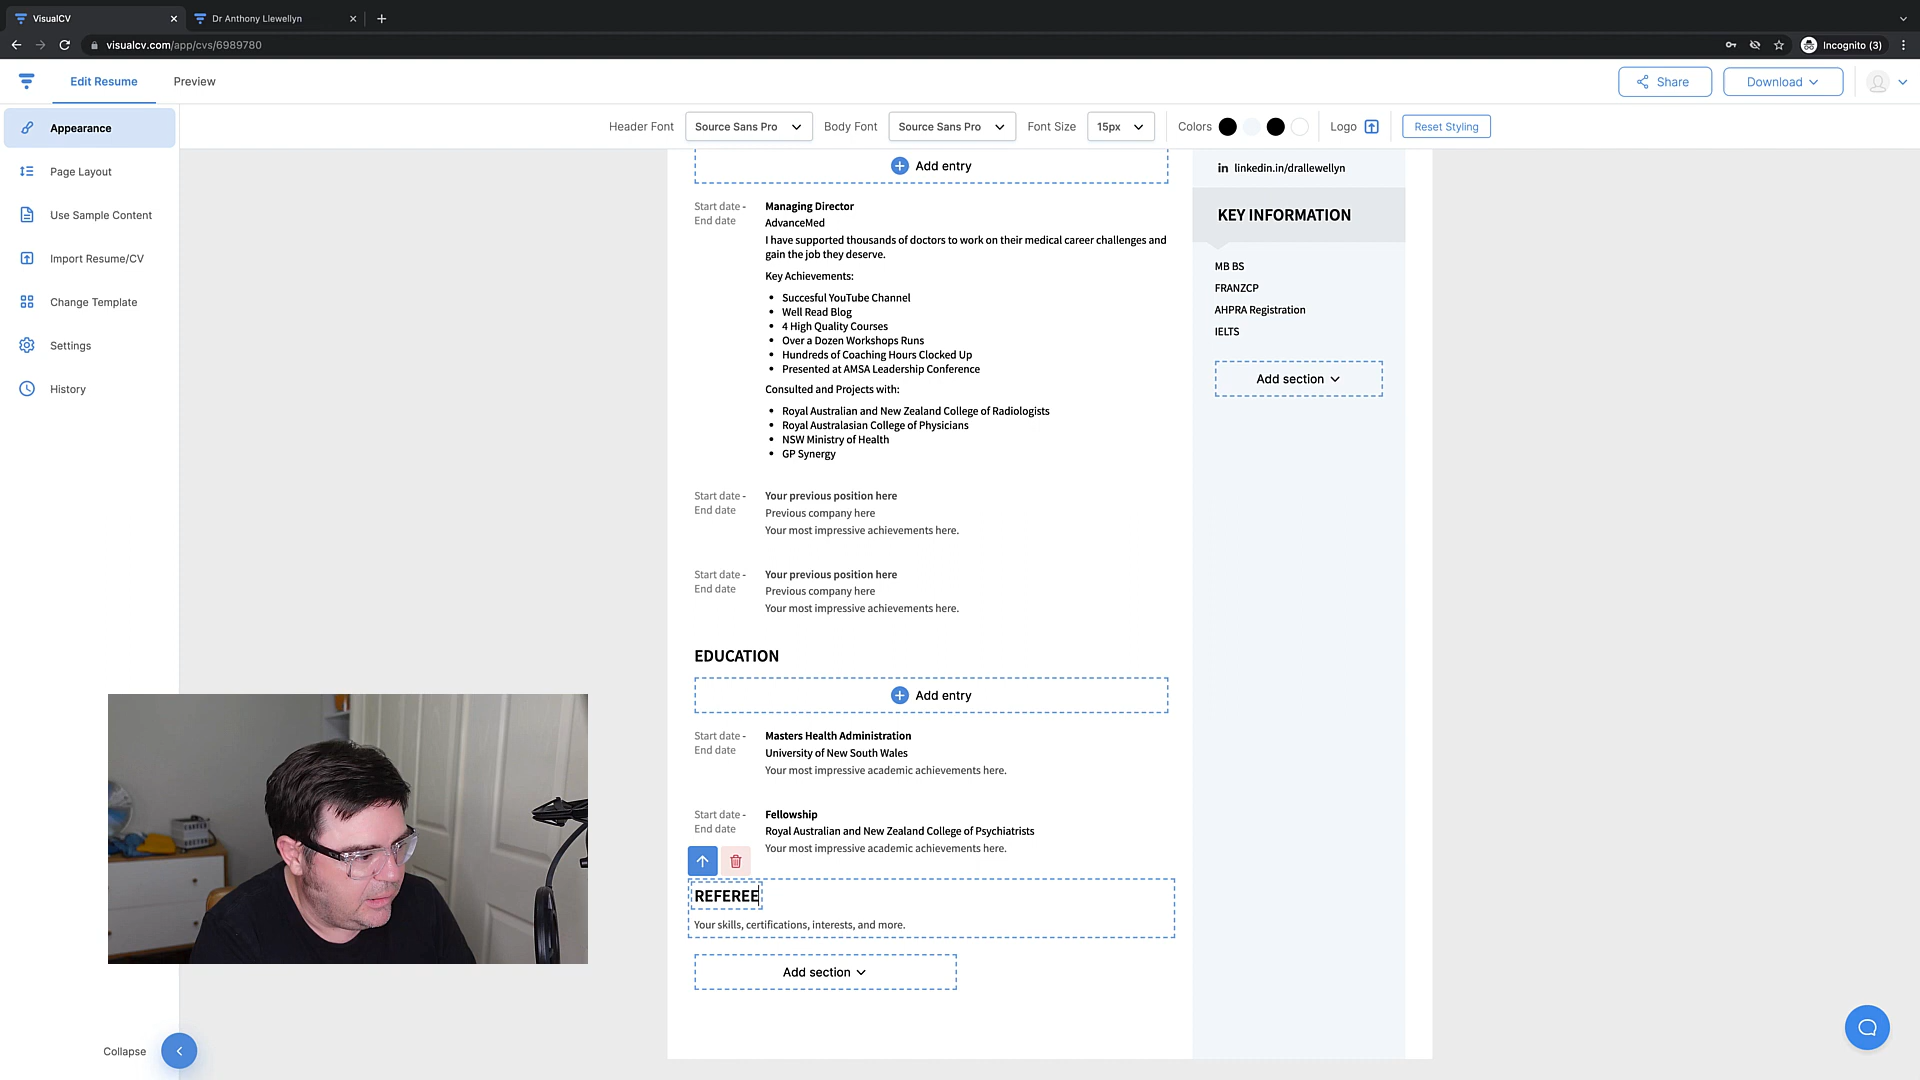 VisualCV
Dr Anthony Llewellyn
visualcv.com/app/cvs/6989780
Incognito (3)
Edit Resume
Preview
Share
Download
Appearance
Page Layout
Use Sample Content
Import Resume/CV
Change Template
Settings
History
Collapse
Header Font
Source Sans Pro
Body Font
Source Sans Pro
Font Size
15px
Colors
Logo
Reset Styling
Add entry
Start date -
End date
Managing Director
AdvanceMed
I have supported thousands of doctors to work on their medical career challenges and
gain the job they deserve.
Key Achievements:
• Succesful YouTube Channel
• Well Read Blog
• 4 High Quality Courses
• Over a Dozen Workshops Runs
• Hundreds of Coaching Hours Clocked Up
• Presented at AMSA Leadership Conference
Consulted and Projects with:
• Royal Australian and New Zealand College of Radiologists
• Royal Australasian College of Physicians
• NSW Ministry of Health
• GP Synergy
Start date -
End date
Your previous position here
Previous company here
Your most impressive achievements here.
Start date -
End date
Your previous position here
Previous company here
Your most impressive achievements here.
EDUCATION
Add entry
Start date -
End date
Masters Health Administration
University of New South Wales
Your most impressive academic achievements here.
Start date -
End date
Fellowship
Royal Australian and New Zealand College of Psychiatrists
Your most impressive academic achievements here.
REFEREE
Your skills, certifications, interests, and more.
Add section
in linkedin.in/drallewellyn
KEY INFORMATION
MB BS
FRANZCP
AHPRA Registration
IELTS
Add section